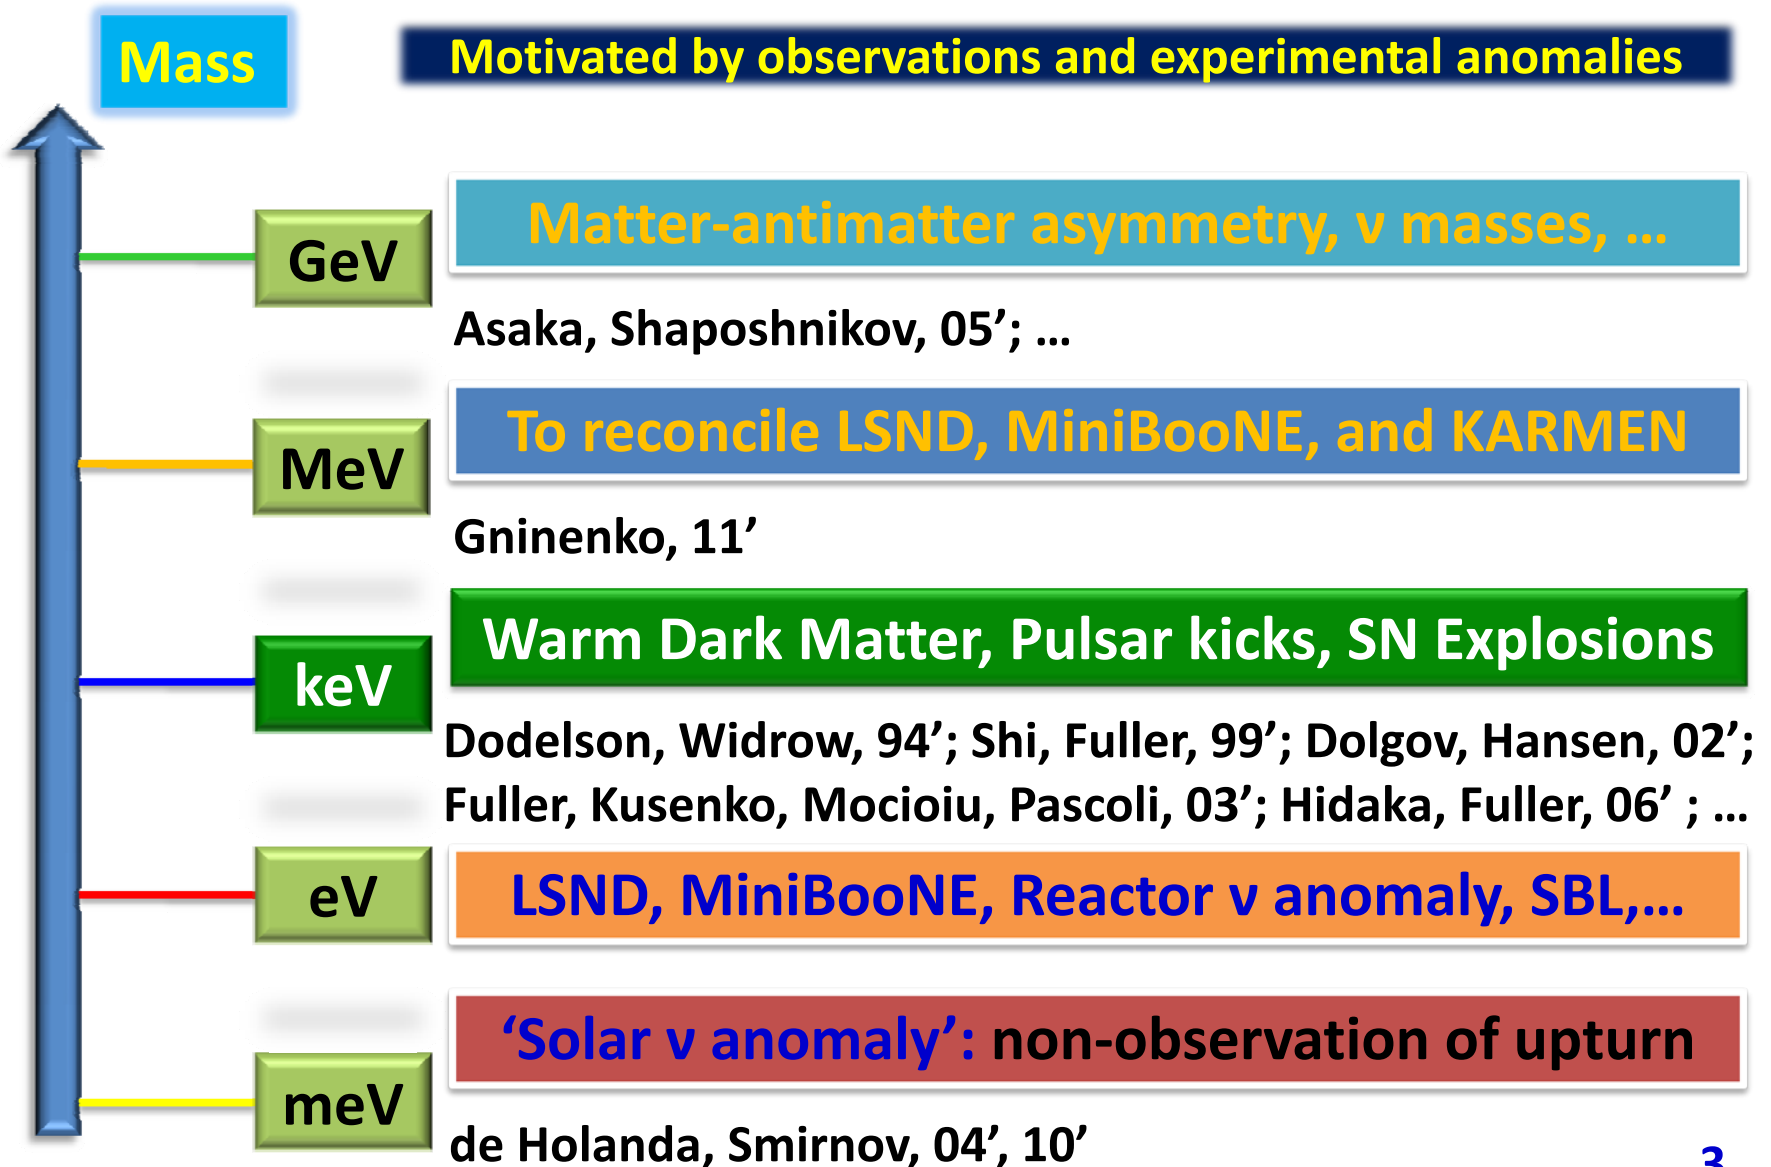 Mass
Motivated by observations and experimental anomalies
GeV
Matter-antimatter asymmetry, ν masses, …
Asaka, Shaposhnikov, 05’; …
MeV
To reconcile LSND, MiniBooNE, and KARMEN
Gninenko, 11’
keV
Warm Dark Matter, Pulsar kicks, SN Explosions
Dodelson, Widrow, 94’; Shi, Fuller, 99’; Dolgov, Hansen, 02’;
Fuller, Kusenko, Mocioiu, Pascoli, 03’; Hidaka, Fuller, 06’ ; …
eV
LSND, MiniBooNE, Reactor ν anomaly, SBL,…
meV
‘Solar ν anomaly’: non-observation of upturn
de Holanda, Smirnov, 04’, 10’
3